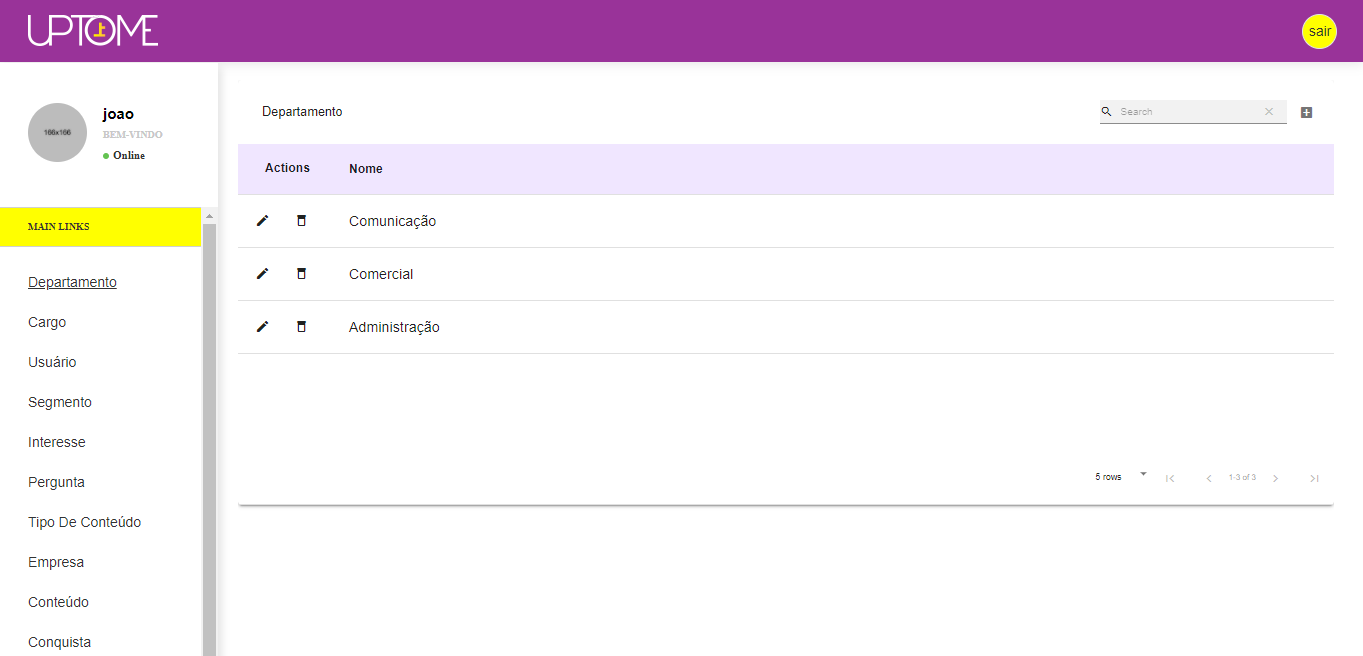 UPTOME
sair
166x166
joao
BEM-VINDO
Online
MAIN LINKS
Departamento
Cargo
Usuário
Segmento
Interesse
Pergunta
Tipo De Conteúdo
Empresa
Conteúdo
Conquista
Departamento
Search
Actions Nome
Comunicação
Comercial
Administração
5 rows 1-3 of 3